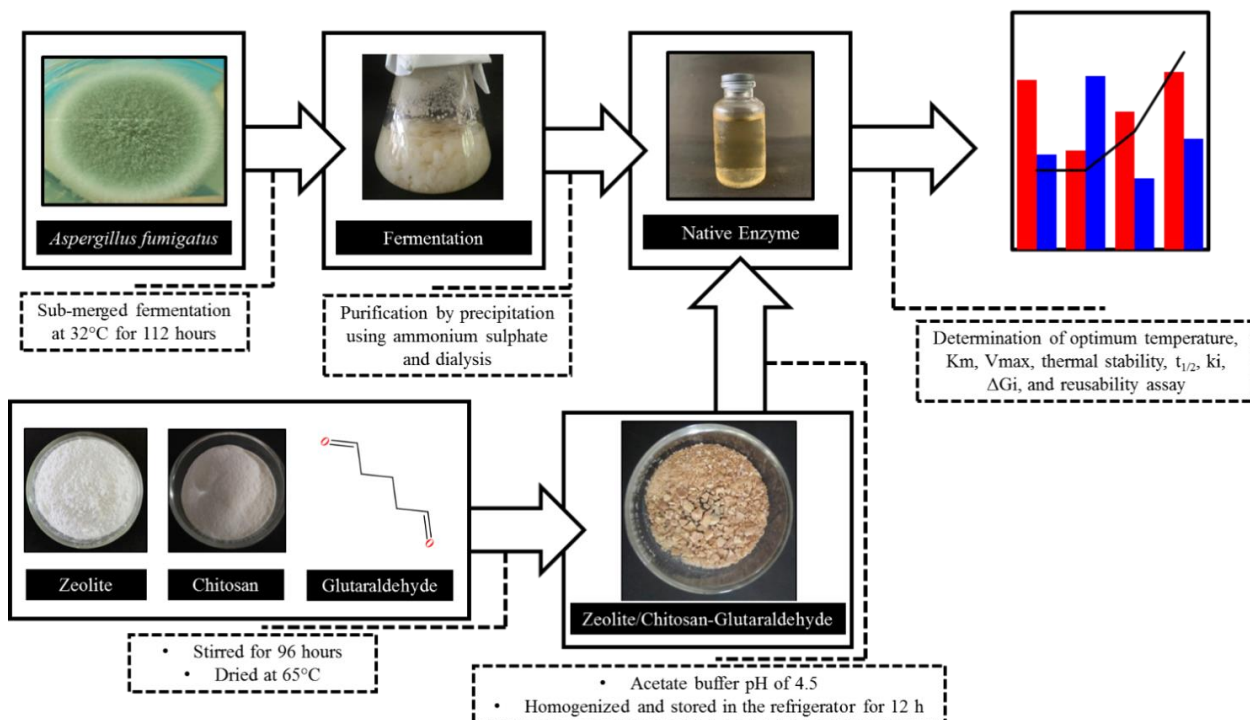 Aspergillus fumigatus
Fermentation
Native Enzyme
Sub-merged fermentation
at 32°C for 112 hours
Purification by precipitation
using ammonium sulphate
and dialysis
Determination of optimum temperature,
Km, Vmax, thermal stability, t1/2, ki,
ΔGi, and reusability assay
O
O
Zeolite
Chitosan
Glutaraldehyde
Zeolite/Chitosan-Glutaraldehyde
• Stirred for 96 hours
• Dried at 65°C
• Acetate buffer pH of 4.5
• Homogenized and stored in the refrigerator for 12 h